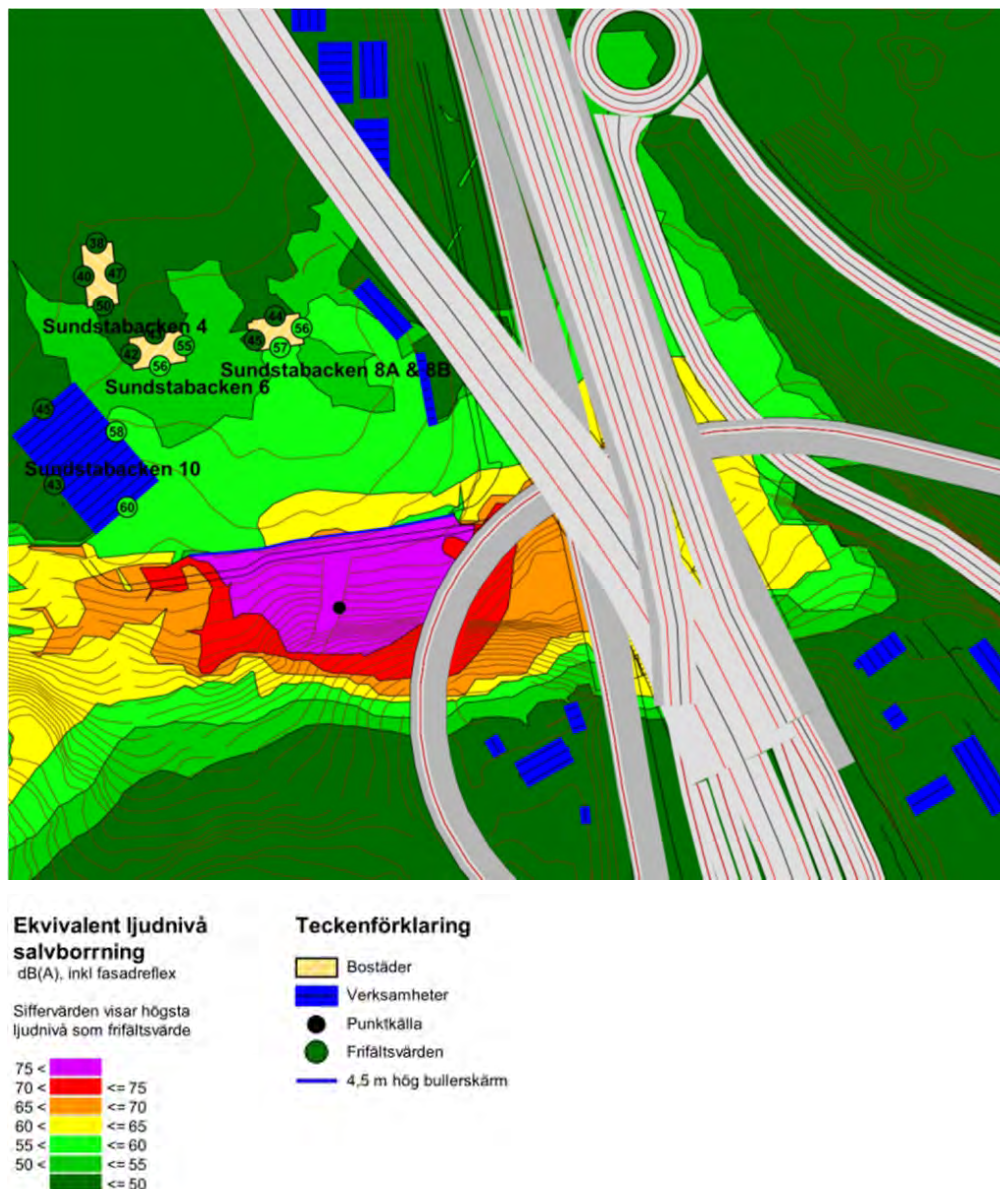 38
40
47
50
Sundstabacken 4
42
55
56
Sundstabacken 6
44
45
56
57
Sundstabacken 8A & 8B
45
58
Sundstabacken 10
43
60
Ekvivalent ljudnivå
salvborrning
dB(A), inkl fasadreflex
Siffervärden visar högsta
ljudnivå som frifältsvärde
75 <
70 < <= 75
65 < <= 70
60 < <= 65
55 < <= 60
50 < <= 55
<= 50
Teckenförklaring
Bostäder
Verksamheter
Punktkälla
Frifältsvärden
4,5 m hög bullerskärm